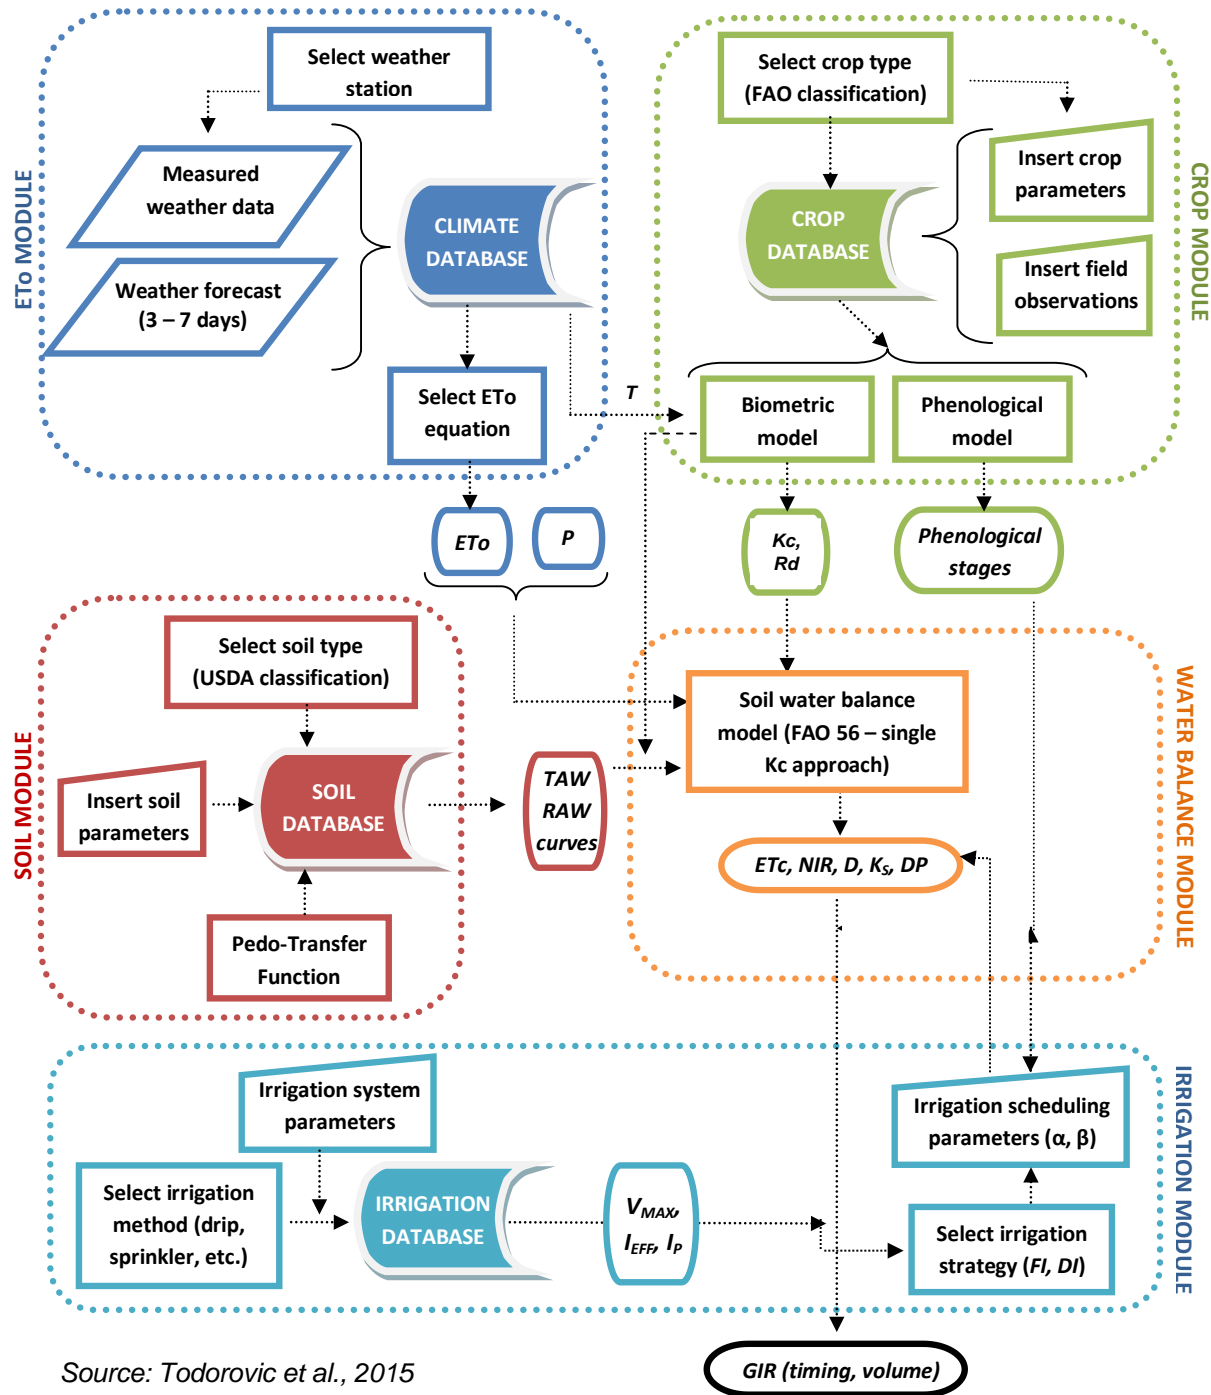 ETo MODULE
Select weather
station
Measured
weather data
Weather forecast
(3 – 7 days)
CLIMATE
DATABASE
Select ETo
equation
T
ETo
P
CROP MODULE
Select crop type
(FAO classification)
Insert crop
parameters
CROP
DATABASE
Insert field
observations
Biometric
model
Phenological
model
Kc,
Rd
Phenological
stages
SOIL MODULE
Select soil type
(USDA classification)
Insert soil
parameters
SOIL
DATABASE
Pedo-Transfer
Function
TAW
RAW
curves
WATER BALANCE MODULE
Soil water balance
model (FAO 56 – single
Kc approach)
ETc, NIR, D, KS, DP
IRRIGATION MODULE
Irrigation system
parameters
Select irrigation
method (drip,
sprinkler, etc.)
IRRIGATION
DATABASE
VMAX,
IEFF, IP
Irrigation scheduling
parameters (α, β)
Select irrigation
strategy (FI, DI)
GIR (timing, volume)
Source: Todorovic et al., 2015